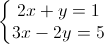 2x + y = 1
3x − 2y = 5